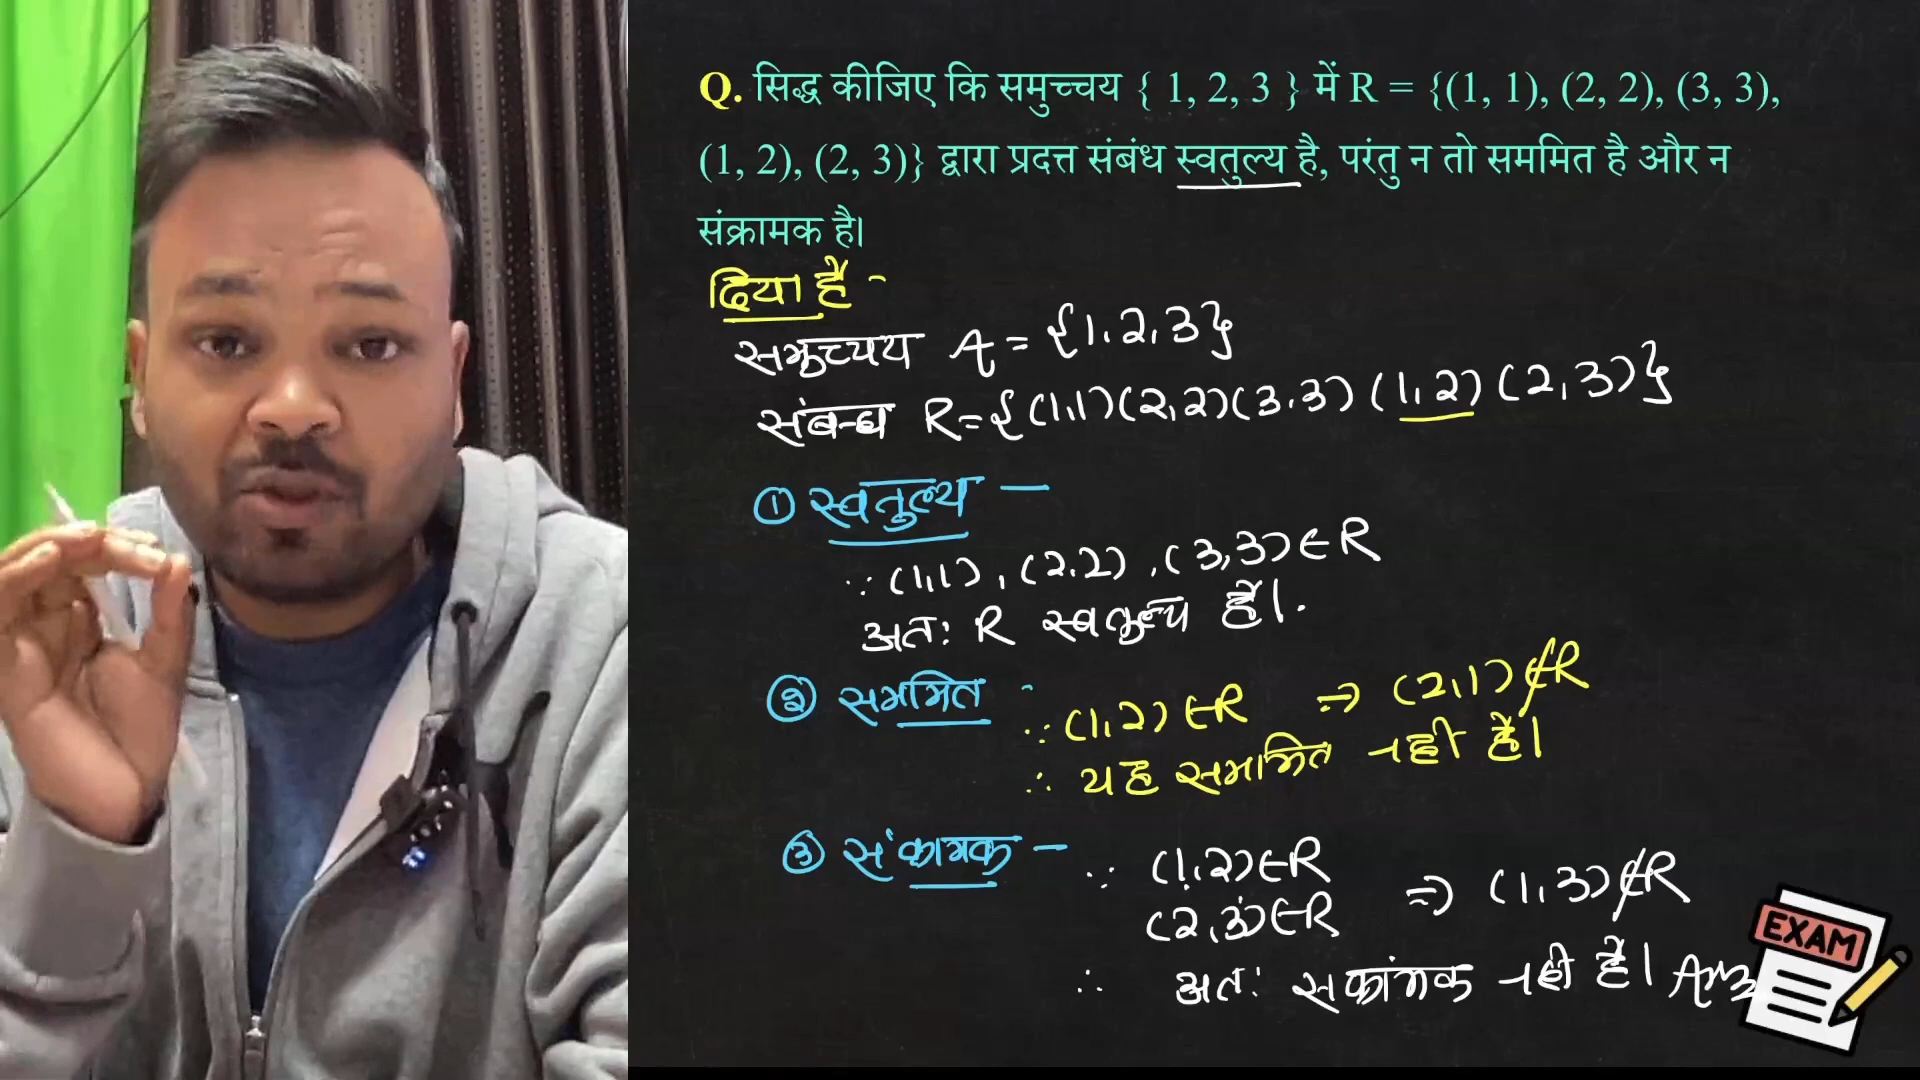 Q. सिद्ध कीजिए कि समुच्चय { 1, 2, 3 } में R = {(1, 1), (2, 2), (3, 3),
(1, 2), (2, 3)} द्वारा प्रदत्त संबंध स्वतुल्य है, परंतु न तो सममित है और न
संक्रामक है।
दिया है -
समुच्चय A = {1, 2, 3}
संबन्ध R = {(1,1) (2,2) (3,3) (1,2) (2,3)}
① स्वतुल्य —
∵ (1,1), (2,2), (3,3) ∈ R
अतः R स्वतुल्य है।
② सममित -
∵ (1,2) ∈ R ⇒ (2,1) ∉ R
∴ यह सममित नही है।
③ संक्रामक —
∵ (1,2) ∈ R
(2,3) ∈ R ⇒ (1,3) ∉ R
∴ अतः सक्रांमक नही है। Ans
EXAM